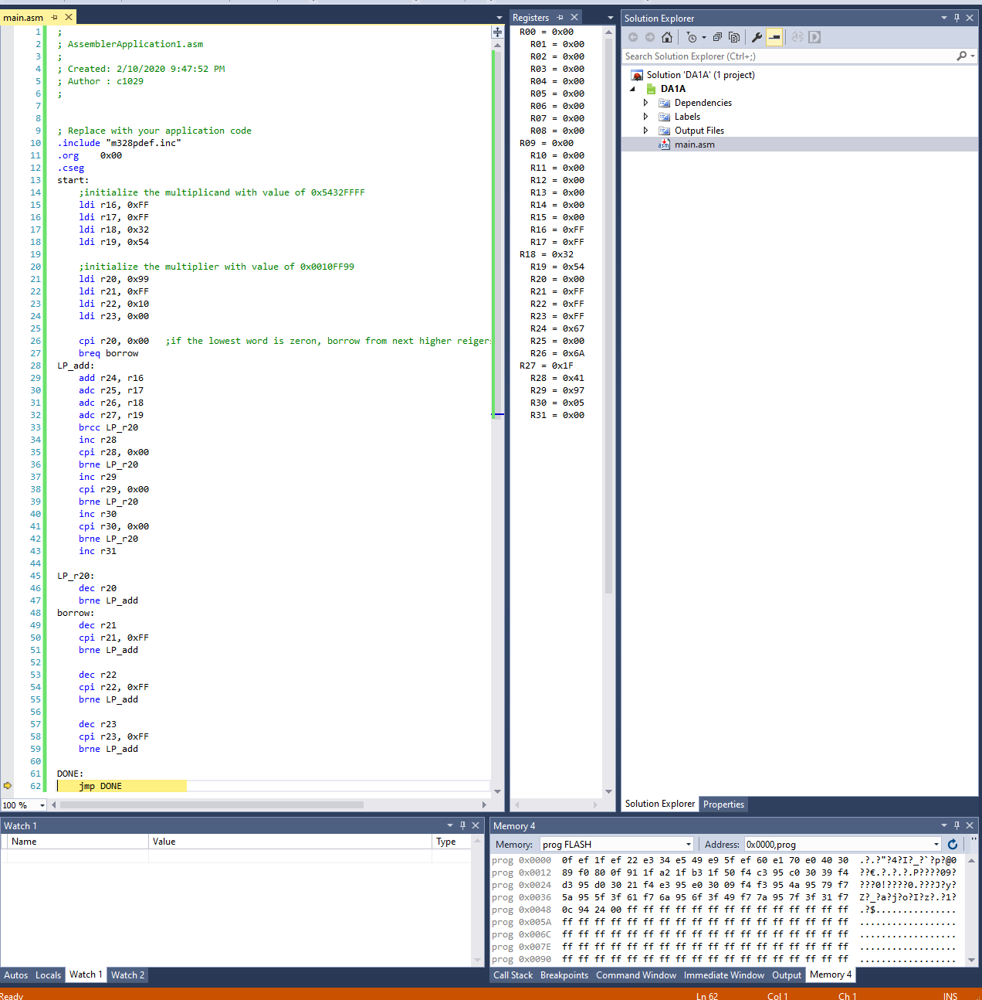 main.asm
1 ;
2 ; AssemblerApplication1.asm
3 ;
4 ; Created: 2/10/2020 9:47:52 PM
5 ; Author : c1029
6 ;
7
8
9 ; Replace with your application code
10 .include "m328pdef.inc"
11 .org 0x00
12 .cseg
13 start:
14 ;initialize the multiplicand with value of 0x5432FFFF
15 ldi r16, 0xFF
16 ldi r17, 0xFF
17 ldi r18, 0x32
18 ldi r19, 0x54
19
20 ;initialize the multiplier with value of 0x0010FF99
21 ldi r20, 0x99
22 ldi r21, 0xFF
23 ldi r22, 0x10
24 ldi r23, 0x00
25
26 cpi r20, 0x00 ;if the lowest word is zeron, borrow from next higher reiger
27 breq borrow
28 LP_add:
29 add r24, r16
30 adc r25, r17
31 adc r26, r18
32 adc r27, r19
33 brcc LP_r20
34 inc r28
35 cpi r28, 0x00
36 brne LP_r20
37 inc r29
38 cpi r29, 0x00
39 brne LP_r20
40 inc r30
41 cpi r30, 0x00
42 brne LP_r20
43 inc r31
44
45 LP_r20:
46 dec r20
47 brne LP_add
48 borrow:
49 dec r21
50 cpi r21, 0xFF
51 brne LP_add
52
53 dec r22
54 cpi r22, 0xFF
55 brne LP_add
56
57 dec r23
58 cpi r23, 0xFF
59 brne LP_add
60
61 DONE:
62 jmp DONE
100 %
Registers
R00 = 0x00
R01 = 0x00
R02 = 0x00
R03 = 0x00
R04 = 0x00
R05 = 0x00
R06 = 0x00
R07 = 0x00
R08 = 0x00
R09 = 0x00
R10 = 0x00
R11 = 0x00
R12 = 0x00
R13 = 0x00
R14 = 0x00
R15 = 0x00
R16 = 0xFF
R17 = 0xFF
R18 = 0x32
R19 = 0x54
R20 = 0x00
R21 = 0xFF
R22 = 0xFF
R23 = 0xFF
R24 = 0x67
R25 = 0x00
R26 = 0x6A
R27 = 0x1F
R28 = 0x41
R29 = 0x97
R30 = 0x05
R31 = 0x00
Solution Explorer
Search Solution Explorer (Ctrl+;)
Solution 'DA1A' (1 project)
DA1A
Dependencies
Labels
Output Files
main.asm
Solution Explorer Properties
Watch 1
Name Value Type
Autos Locals Watch 1 Watch 2
Memory 4
Memory: prog FLASH Address: 0x0000,prog
prog 0x0000 0f ef 1f ef 22 e3 34 e5 49 e9 5f ef 60 e1 70 e0 40 30 .?.?"?4?I?_?`?p?@0
prog 0x0012 89 f0 80 0f 91 1f a2 1f b3 1f 50 f4 c3 95 c0 30 39 f4 ??€.?.?.?.P????09?
prog 0x0024 d3 95 d0 30 21 f4 e3 95 e0 30 09 f4 f3 95 4a 95 79 f7 ???0!????0.???J?y?
prog 0x0036 5a 95 5f 3f 61 f7 6a 95 6f 3f 49 f7 7a 95 7f 3f 31 f7 Z?_?a?j?o?I?z?.?1?
prog 0x0048 0c 94 24 00 ff ff ff ff ff ff ff ff ff ff ff ff ff ff .?$...............
prog 0x005A ff ff ff ff ff ff ff ff ff ff ff ff ff ff ff ff ff ff ..................
prog 0x006C ff ff ff ff ff ff ff ff ff ff ff ff ff ff ff ff ff ff ..................
prog 0x007E ff ff ff ff ff ff ff ff ff ff ff ff ff ff ff ff ff ff ..................
prog 0x0090 ff ff ff ff ff ff ff ff ff ff ff ff ff ff ff ff ff ff ..................
Call Stack Breakpoints Command Window Immediate Window Output Memory 4
Ready Ln 62 Col 1 Ch 1 INS